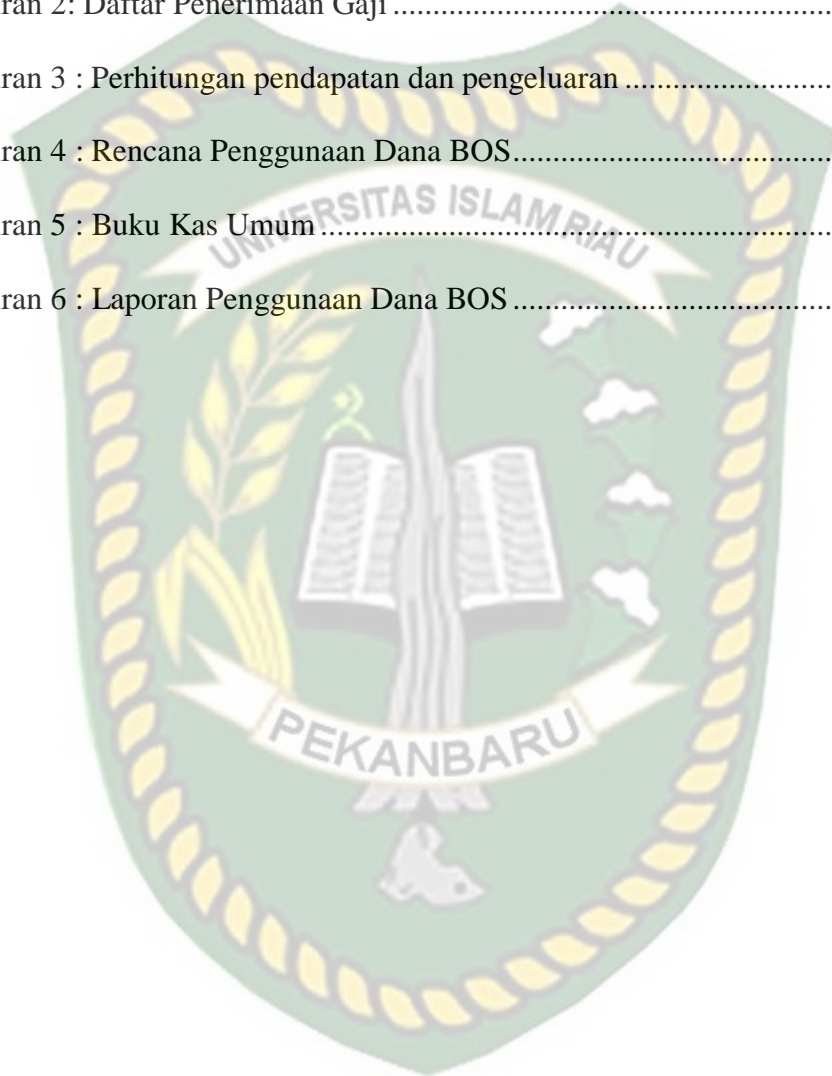 ran 2: Daftar Penerimaan Gaji ........................................................
ran 3 : Perhitungan pendapatan dan pengeluaran ..........................
ran 4 : Rencana Penggunaan Dana BOS........................................
ran 5 : Buku Kas Umum ................................................................
ran 6 : Laporan Penggunaan Dana BOS ........................................
UNIVERSITAS ISLAM RIAU
PEKANBARU